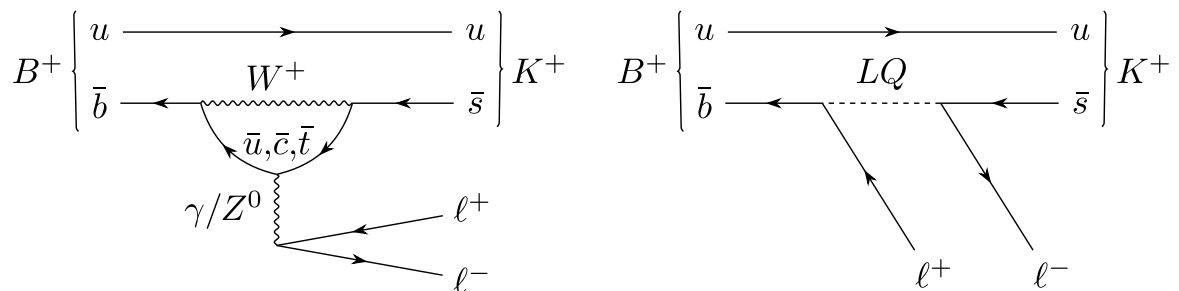 u u u u
B⁺ W⁺ K⁺ B⁺ LQ K⁺
b̄ s̄ b̄ s̄
ū,c̄,t̄
γ/Z⁰
ℓ⁺
ℓ⁻ ℓ⁺ ℓ⁻